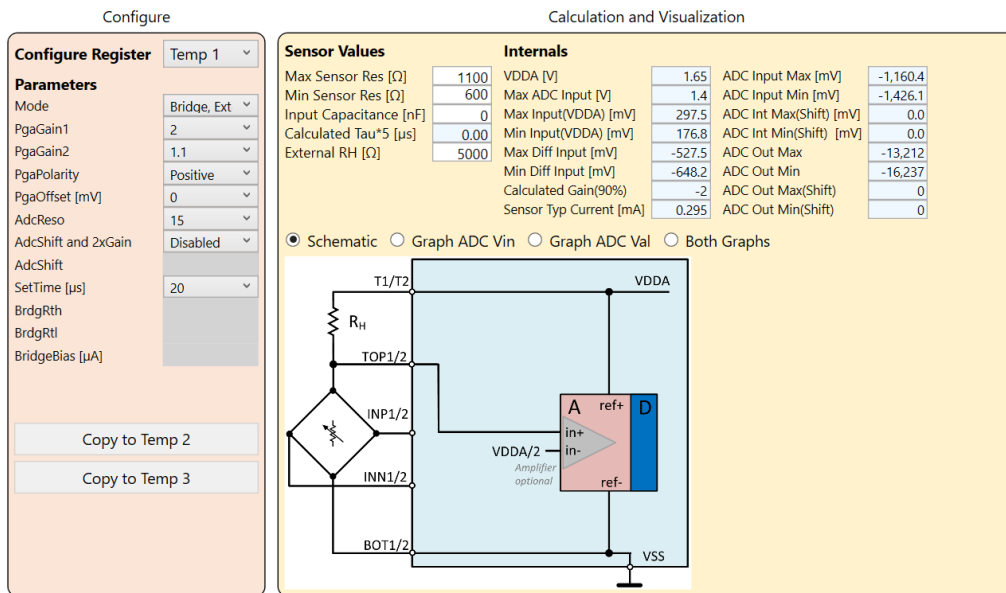 Configure
Calculation and Visualization
Configure Register Temp 1
Parameters
Mode Bridge, Ext
PgaGain1 2
PgaGain2 1.1
PgaPolarity Positive
PgaOffset [mV] 0
AdcReso 15
AdcShift and 2xGain Disabled
AdcShift
SetTime [µs] 20
BrdgRth
BrdgRtl
BridgeBias [µA]
Copy to Temp 2
Copy to Temp 3
Sensor Values
Max Sensor Res [Ω] 1100
Min Sensor Res [Ω] 600
Input Capacitance [nF] 0
Calculated Tau*5 [µs] 0.00
External RH [Ω] 5000
Internals
VDDA [V] 1.65
Max ADC Input [V] 1.4
Max Input(VDDA) [mV] 297.5
Min Input(VDDA) [mV] 176.8
Max Diff Input [mV] -527.5
Min Diff Input [mV] -648.2
Calculated Gain(90%) -2
Sensor Typ Current [mA] 0.295
ADC Input Max [mV] -1,160.4
ADC Input Min [mV] -1,426.1
ADC Int Max(Shift) [mV] 0.0
ADC Int Min(Shift) [mV] 0.0
ADC Out Max -13,212
ADC Out Min -16,237
ADC Out Max(Shift) 0
ADC Out Min(Shift) 0
Schematic Graph ADC Vin Graph ADC Val Both Graphs
T1/T2
VDDA
RH
TOP1/2
INP1/2
INN1/2
BOT1/2
A D
ref+
in+
in-
VDDA/2
Amplifier
optional
ref-
VSS